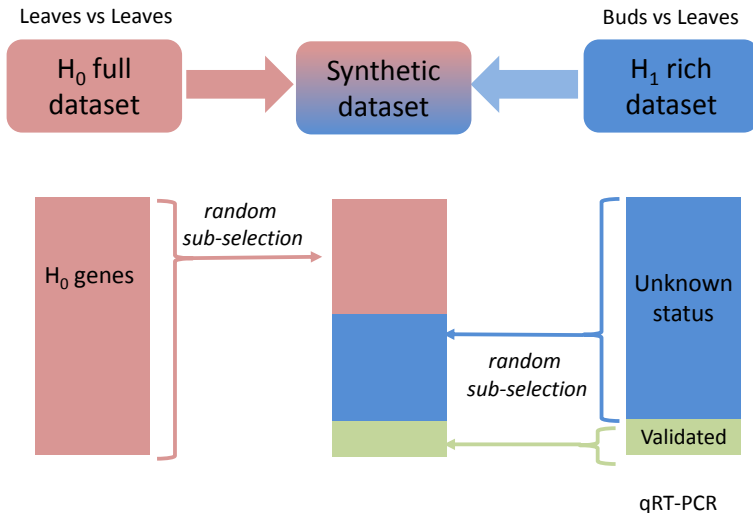 Leaves vs Leaves
Buds vs Leaves
H₀ full
dataset
Synthetic
dataset
H₁ rich
dataset
random
sub-selection
H₀ genes
Unknown
status
random
sub-selection
Validated
qRT-PCR